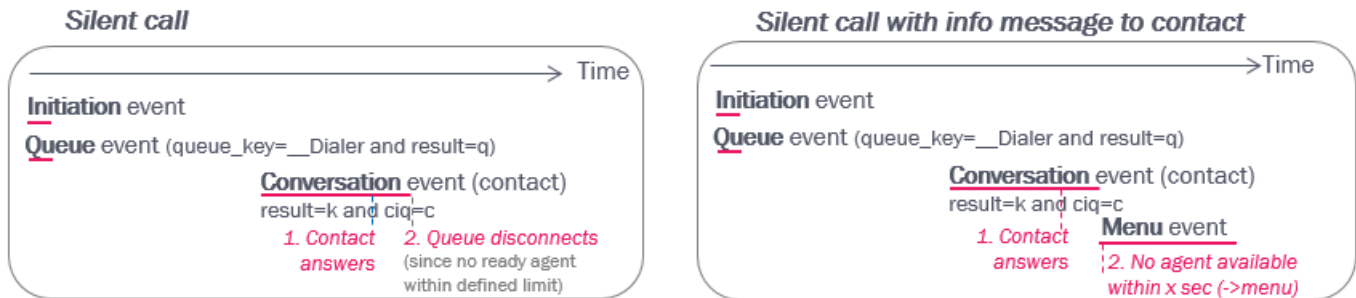 Silent call
Time
Initiation event
Queue event (queue_key=__Dialer and result=q)
Conversation event (contact)
result=k and ciq=c
1. Contact
answers
2. Queue disconnects
(since no ready agent
within defined limit)
Silent call with info message to contact
Time
Initiation event
Queue event (queue_key=__Dialer and result=q)
Conversation event (contact)
result=k and ciq=c
1. Contact
answers
Menu event
2. No agent available
within x sec (->menu)